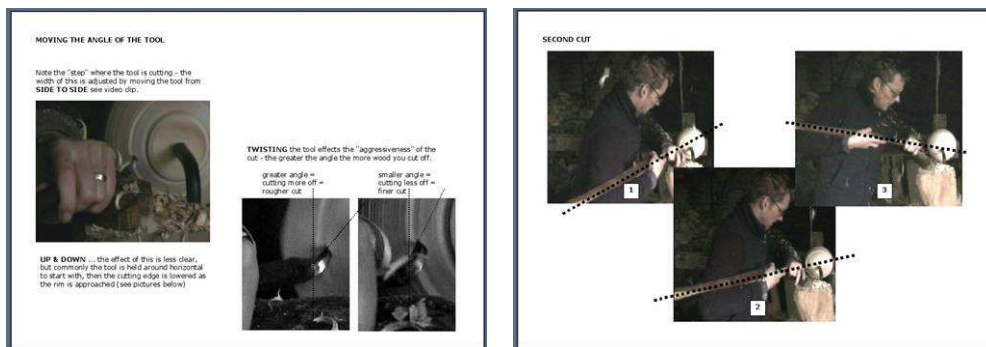 MOVING THE ANGLE OF THE TOOL
Note the "step" where the tool is cutting - the
width of this is adjusted by moving the tool from
SIDE TO SIDE see video clip.
TWISTING the tool effects the "aggressiveness" of the
cut - the greater the angle the more wood you cut off.
greater angle =
cutting more off =
rougher cut
smaller angle =
cutting less off =
finer cut
UP & DOWN ... the effect of this is less clear,
but commonly the tool is held around horizontal
to start with, then the cutting edge is lowered as
the rim is approached (see pictures below)
SECOND CUT
1
3
2